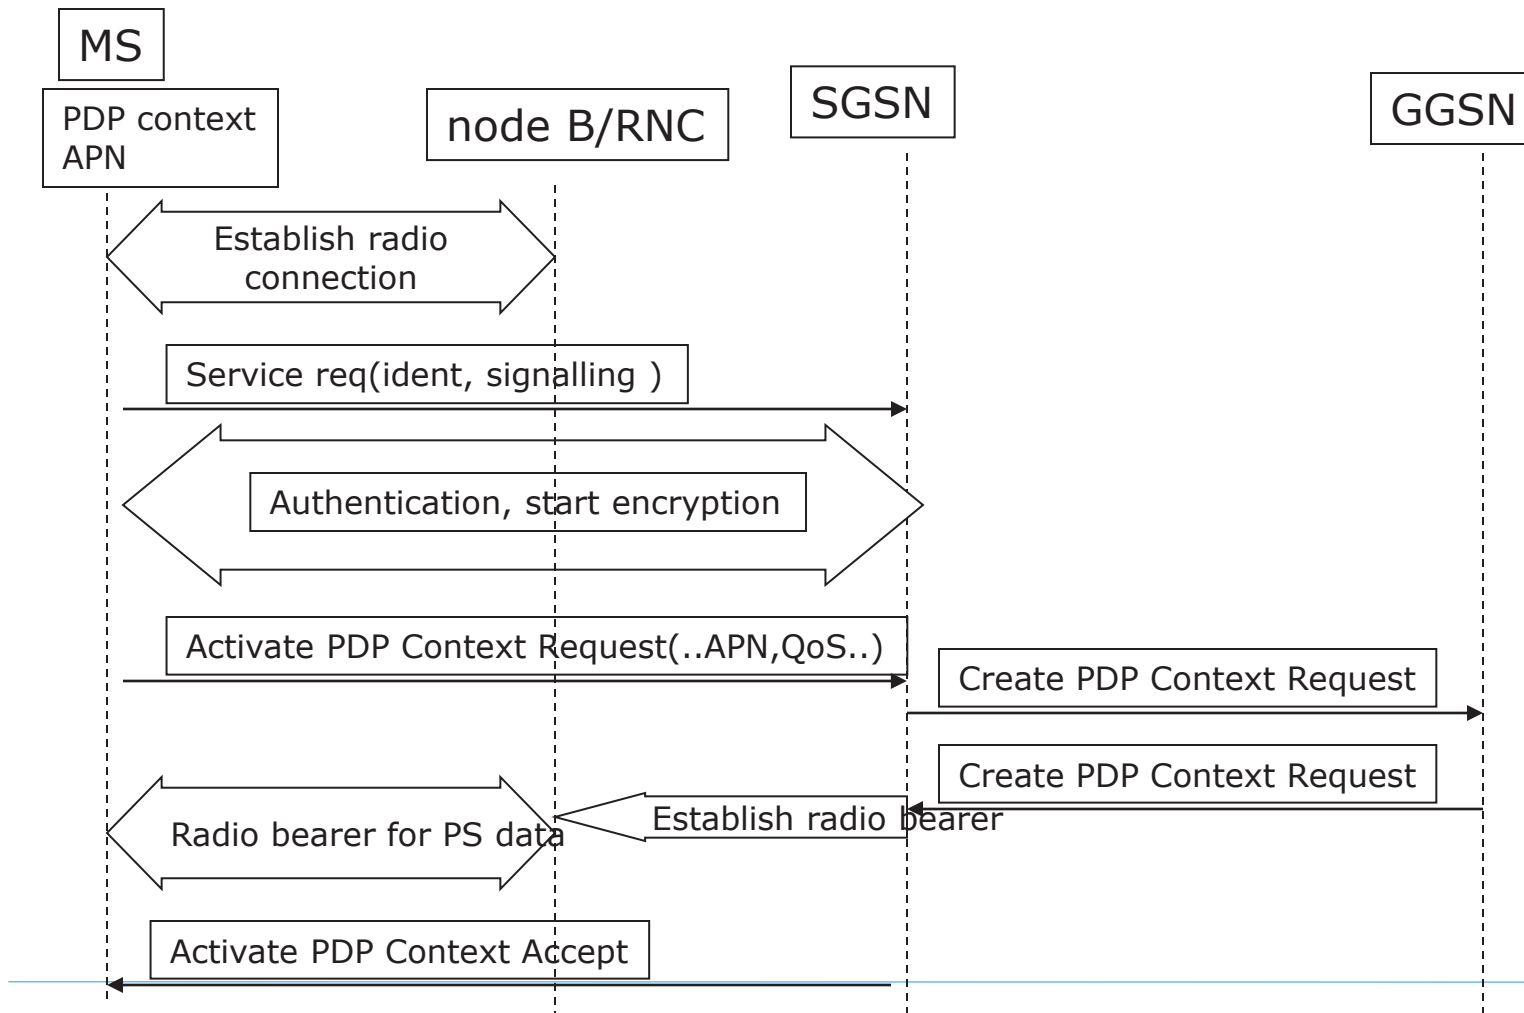 MS
PDP context
APN
node B/RNC
SGSN
GGSN
Establish radio
connection
Service req(ident, signalling )
Authentication, start encryption
Activate PDP Context Request(..APN,QoS..)
Create PDP Context Request
Create PDP Context Request
Establish radio bearer
Radio bearer for PS data
Activate PDP Context Accept